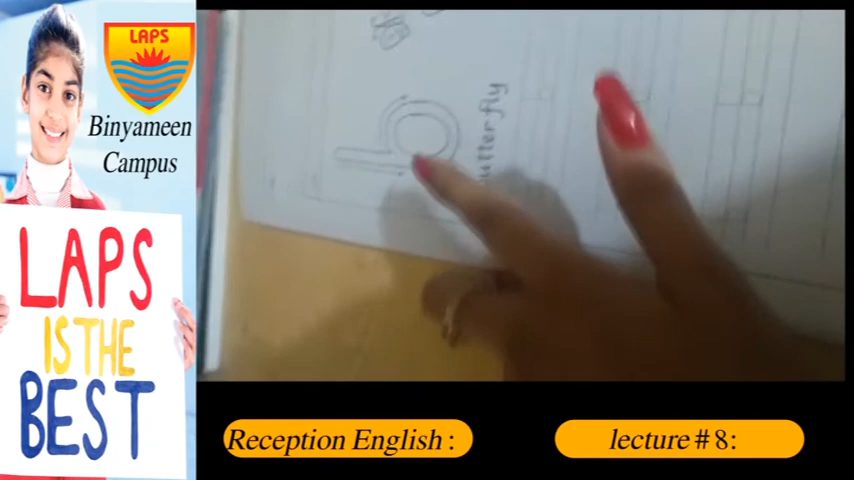 LAPS
Binyameen
Campus
LAPS
IS THE
BEST
b
utterfly
Reception English :
lecture # 8: